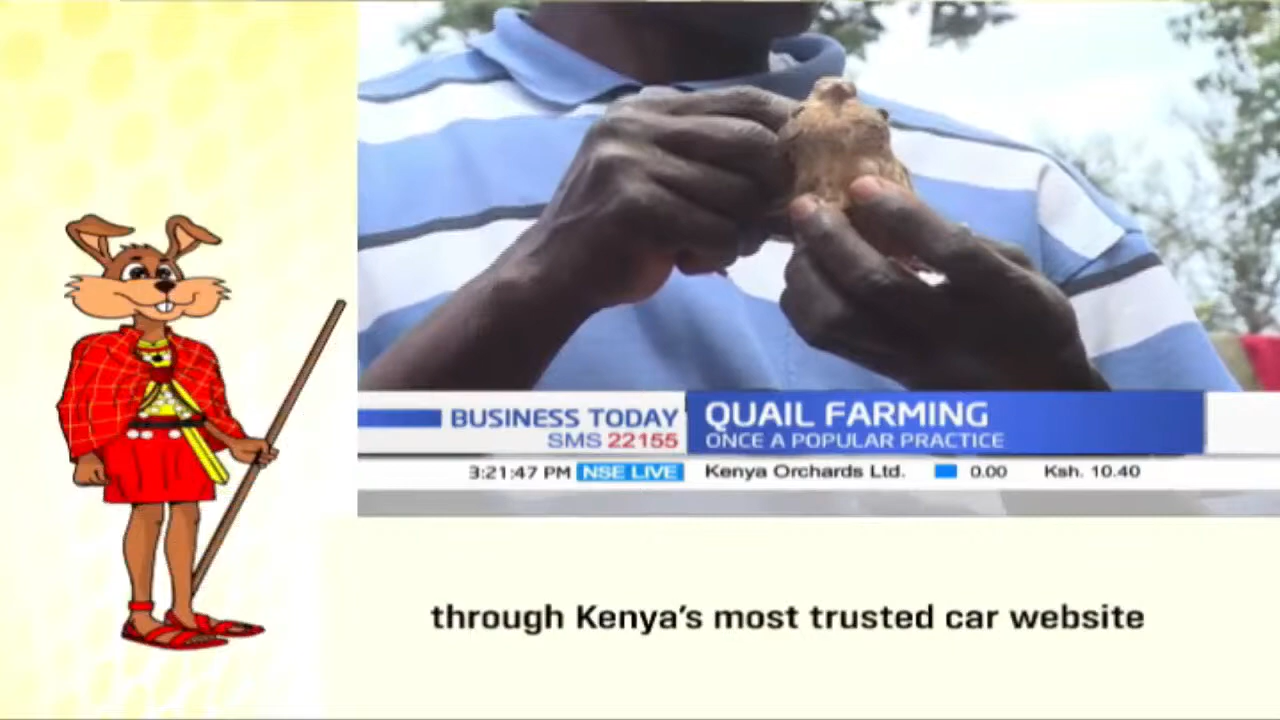 BUSINESS TODAY
SMS 22155
QUAIL FARMING
ONCE A POPULAR PRACTICE
3:21:47 PM NSE LIVE Kenya Orchards Ltd. 0.00 Ksh. 10.40
through Kenya's most trusted car website